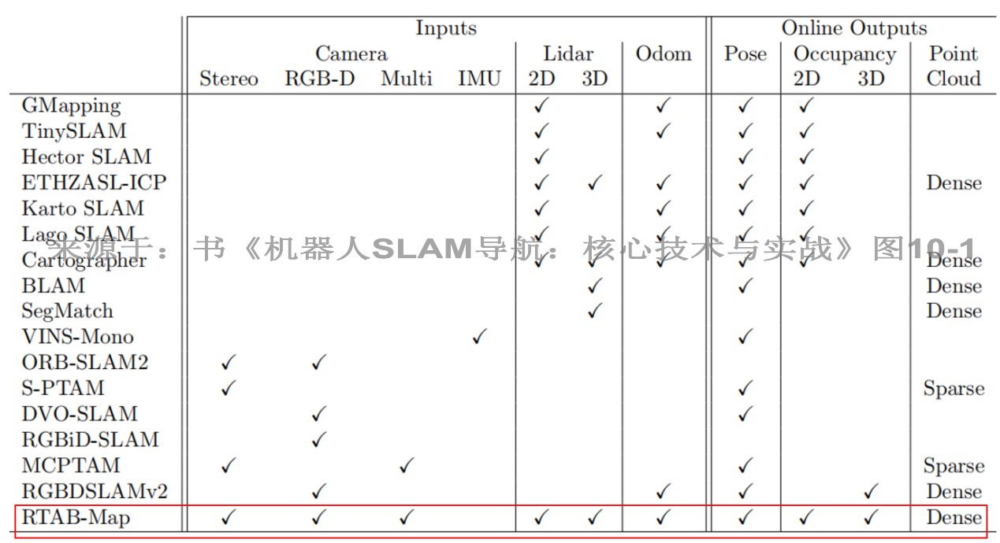 Inputs Online Outputs
Camera Lidar Odom Pose Occupancy Point
Stereo RGB-D Multi IMU 2D 3D 2D 3D Cloud
GMapping ✓ ✓ ✓ ✓
TinySLAM ✓ ✓ ✓ ✓
Hector SLAM ✓ ✓ ✓
ETHZASL-ICP ✓ ✓ ✓ ✓ ✓ Dense
Karto SLAM ✓ ✓ ✓ ✓
Lago SLAM ✓ ✓ ✓ ✓
来源于：书《机器人SLAM导航：核心技术与实战》图10-1
Cartographer ✓ ✓ ✓ ✓ ✓ Dense
BLAM ✓ ✓ Dense
SegMatch ✓ Dense
VINS-Mono ✓ ✓
ORB-SLAM2 ✓ ✓
S-PTAM ✓ ✓ Sparse
DVO-SLAM ✓ ✓
RGBiD-SLAM ✓
MCPTAM ✓ ✓ ✓ Sparse
RGBDSLAMv2 ✓ ✓ ✓ ✓ Dense
RTAB-Map ✓ ✓ ✓ ✓ ✓ ✓ ✓ ✓ ✓ Dense